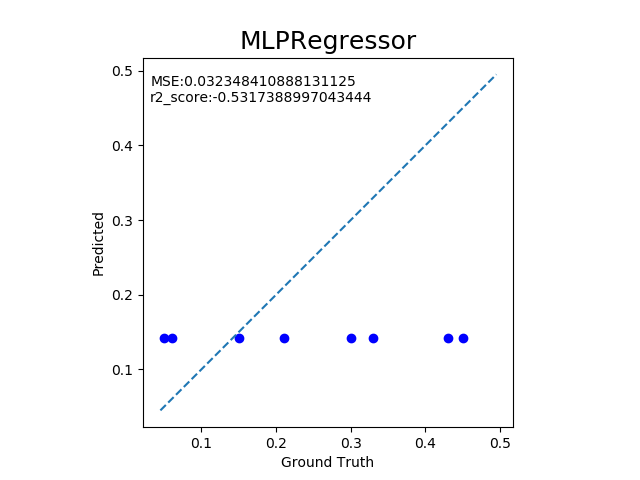 MLPRegressor
MSE:0.032348410888131125
r2_score:-0.5317388997043444
0.5
0.4
0.3
0.2
0.1
Predicted
0.1 0.2 0.3 0.4 0.5
Ground Truth